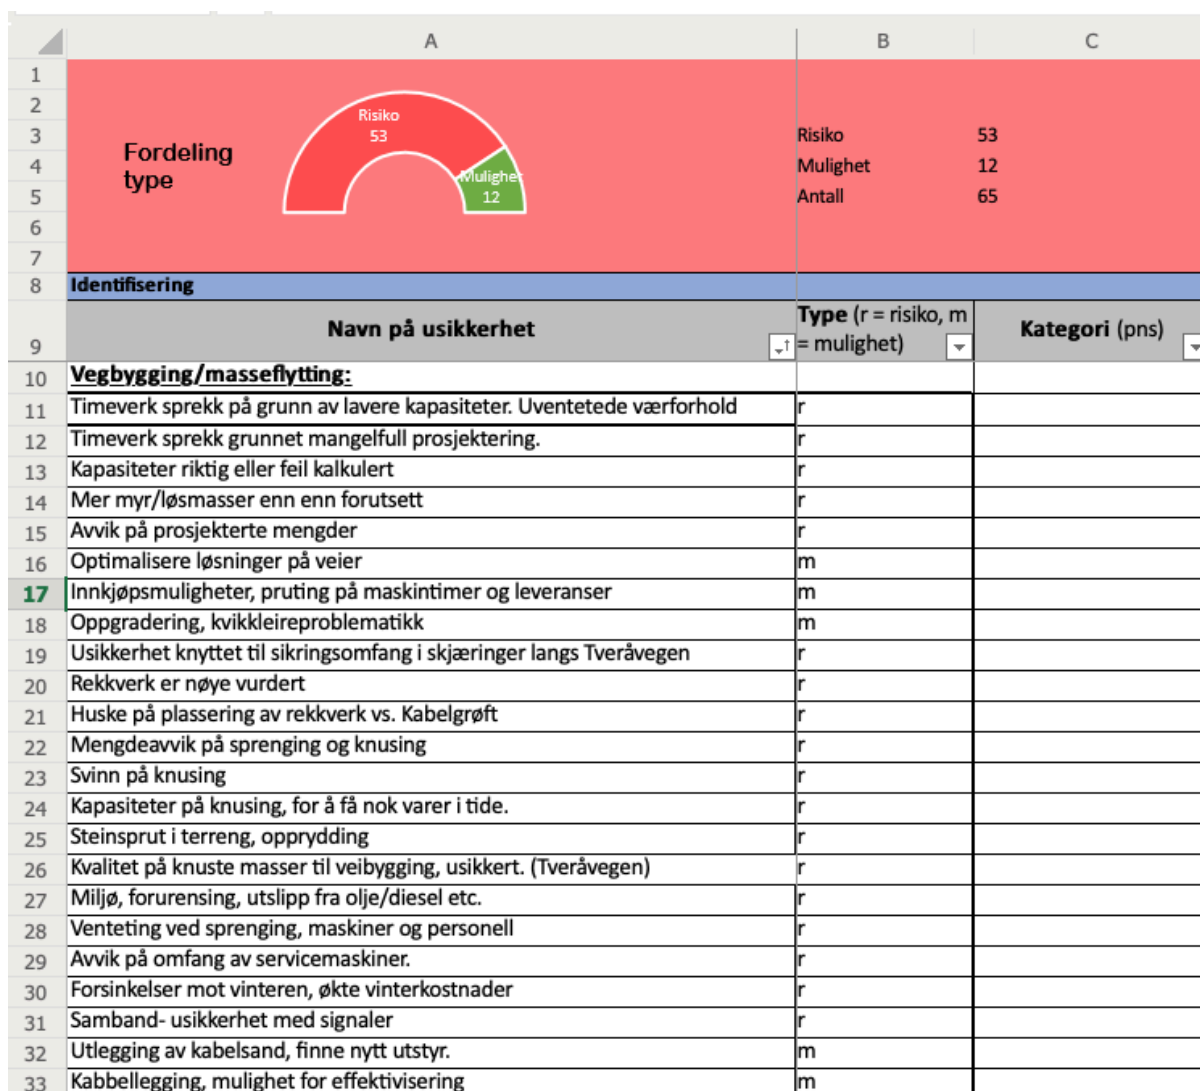 A B C
1
2
3
4
5
6
7
Fordeling
type
Risiko
53
Mulighet
12
Risiko 53
Mulighet 12
Antall 65
8 Identifisering
9 Navn på usikkerhet Type (r = risiko, m = mulighet) Kategori (pns)
10 Vegbygging/masseflytting:
11 Timeverk sprekk på grunn av lavere kapasiteter. Uventetede værforhold r
12 Timeverk sprekk grunnet mangelfull prosjektering. r
13 Kapasiteter riktig eller feil kalkulert r
14 Mer myr/løsmasser enn enn forutsett r
15 Avvik på prosjekterte mengder r
16 Optimalisere løsninger på veier m
17 Innkjøpsmuligheter, pruting på maskintimer og leveranser m
18 Oppgradering, kvikkleireproblematikk m
19 Usikkerhet knyttet til sikringsomfang i skjæringer langs Tveråvegen r
20 Rekkverk er nøye vurdert r
21 Huske på plassering av rekkverk vs. Kabelgrøft r
22 Mengdeavvik på sprenging og knusing r
23 Svinn på knusing r
24 Kapasiteter på knusing, for å få nok varer i tide. r
25 Steinsprut i terreng, opprydding r
26 Kvalitet på knuste masser til veibygging, usikkert. (Tveråvegen) r
27 Miljø, forurensing, utslipp fra olje/diesel etc. r
28 Venteting ved sprenging, maskiner og personell r
29 Avvik på omfang av servicemaskiner. r
30 Forsinkelser mot vinteren, økte vinterkostnader r
31 Samband- usikkerhet med signaler r
32 Utlegging av kabelsand, finne nytt utstyr. m
33 Kabbellegging, mulighet for effektivisering m